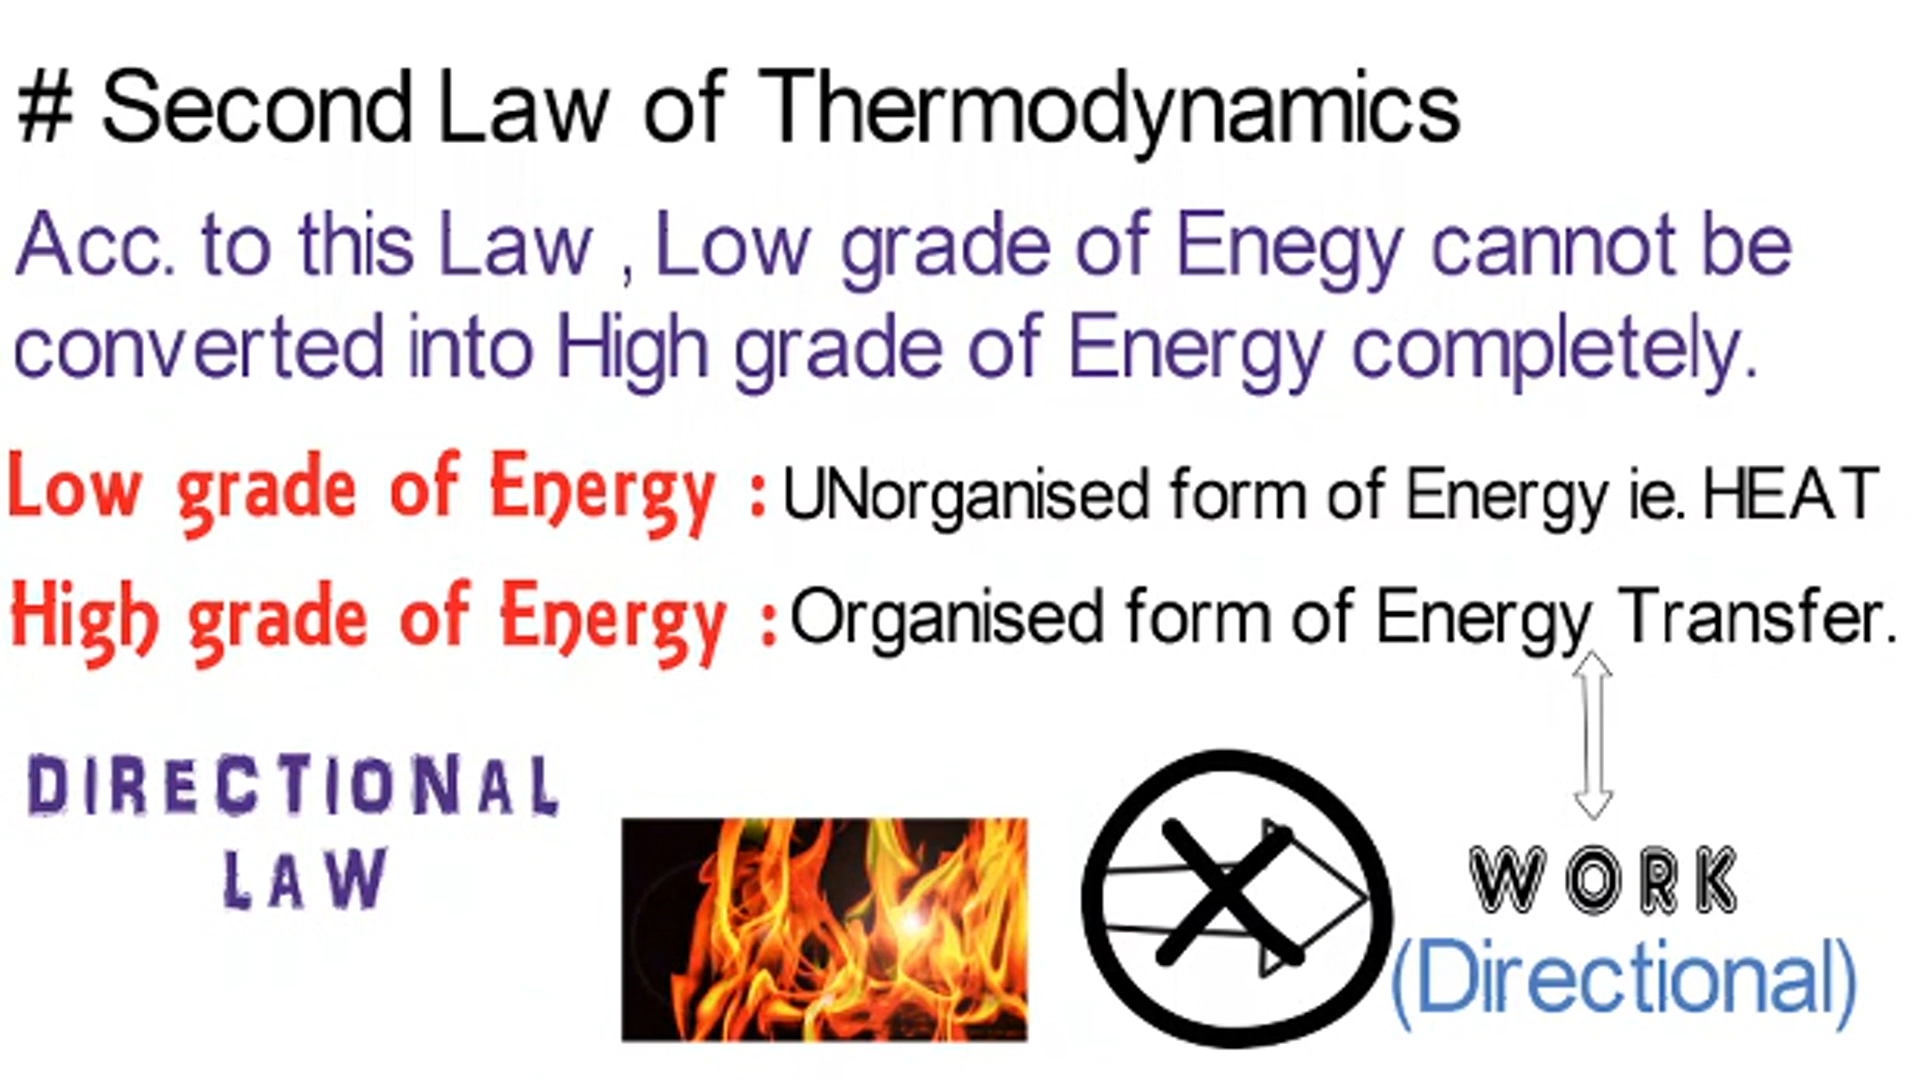 # Second Law of Thermodynamics
Acc. to this Law , Low grade of Enegy cannot be
converted into High grade of Energy completely.
Low grade of Energy : UNorganised form of Energy ie. HEAT
High grade of Energy : Organised form of Energy Transfer.
DIRECTIONAL
LAW
WORK
(Directional)